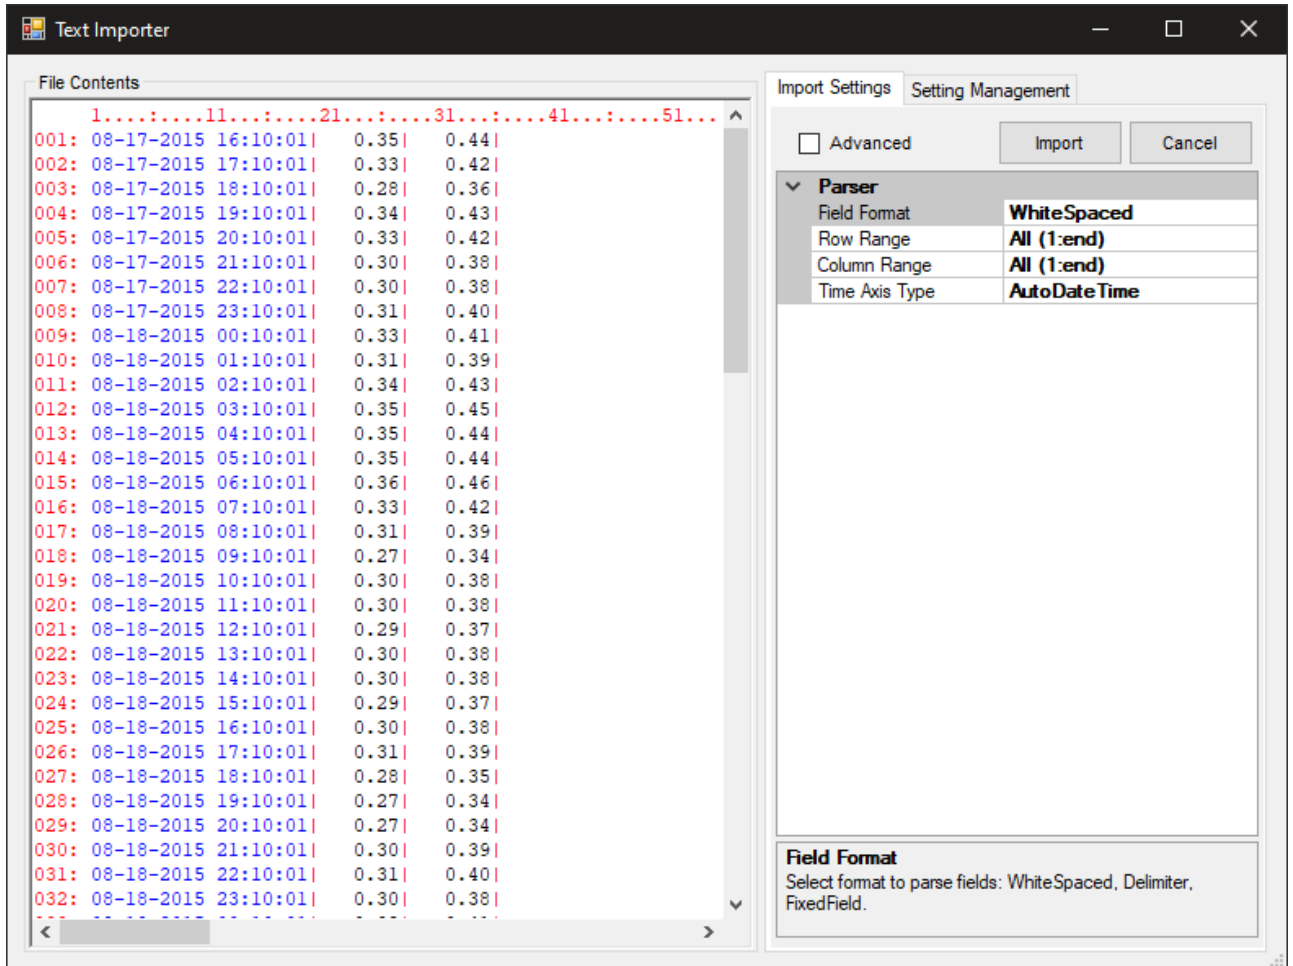 Text Importer
File Contents
1....:....11...:....21...:....31...:....41...:....51...
001: 08-17-2015 16:10:01|   0.35|   0.44|
002: 08-17-2015 17:10:01|   0.33|   0.42|
003: 08-17-2015 18:10:01|   0.28|   0.36|
004: 08-17-2015 19:10:01|   0.34|   0.43|
005: 08-17-2015 20:10:01|   0.33|   0.42|
006: 08-17-2015 21:10:01|   0.30|   0.38|
007: 08-17-2015 22:10:01|   0.30|   0.38|
008: 08-17-2015 23:10:01|   0.31|   0.40|
009: 08-18-2015 00:10:01|   0.33|   0.41|
010: 08-18-2015 01:10:01|   0.31|   0.39|
011: 08-18-2015 02:10:01|   0.34|   0.43|
012: 08-18-2015 03:10:01|   0.35|   0.45|
013: 08-18-2015 04:10:01|   0.35|   0.44|
014: 08-18-2015 05:10:01|   0.35|   0.44|
015: 08-18-2015 06:10:01|   0.36|   0.46|
016: 08-18-2015 07:10:01|   0.33|   0.42|
017: 08-18-2015 08:10:01|   0.31|   0.39|
018: 08-18-2015 09:10:01|   0.27|   0.34|
019: 08-18-2015 10:10:01|   0.30|   0.38|
020: 08-18-2015 11:10:01|   0.30|   0.38|
021: 08-18-2015 12:10:01|   0.29|   0.37|
022: 08-18-2015 13:10:01|   0.30|   0.38|
023: 08-18-2015 14:10:01|   0.30|   0.38|
024: 08-18-2015 15:10:01|   0.29|   0.37|
025: 08-18-2015 16:10:01|   0.30|   0.38|
026: 08-18-2015 17:10:01|   0.31|   0.39|
027: 08-18-2015 18:10:01|   0.28|   0.35|
028: 08-18-2015 19:10:01|   0.27|   0.34|
029: 08-18-2015 20:10:01|   0.27|   0.34|
030: 08-18-2015 21:10:01|   0.30|   0.39|
031: 08-18-2015 22:10:01|   0.31|   0.40|
032: 08-18-2015 23:10:01|   0.30|   0.38|
Import Settings Setting Management
Advanced Import Cancel
Parser
Field Format WhiteSpaced
Row Range All (1:end)
Column Range All (1:end)
Time Axis Type AutoDateTime
Field Format
Select format to parse fields: WhiteSpaced, Delimiter,
FixedField.